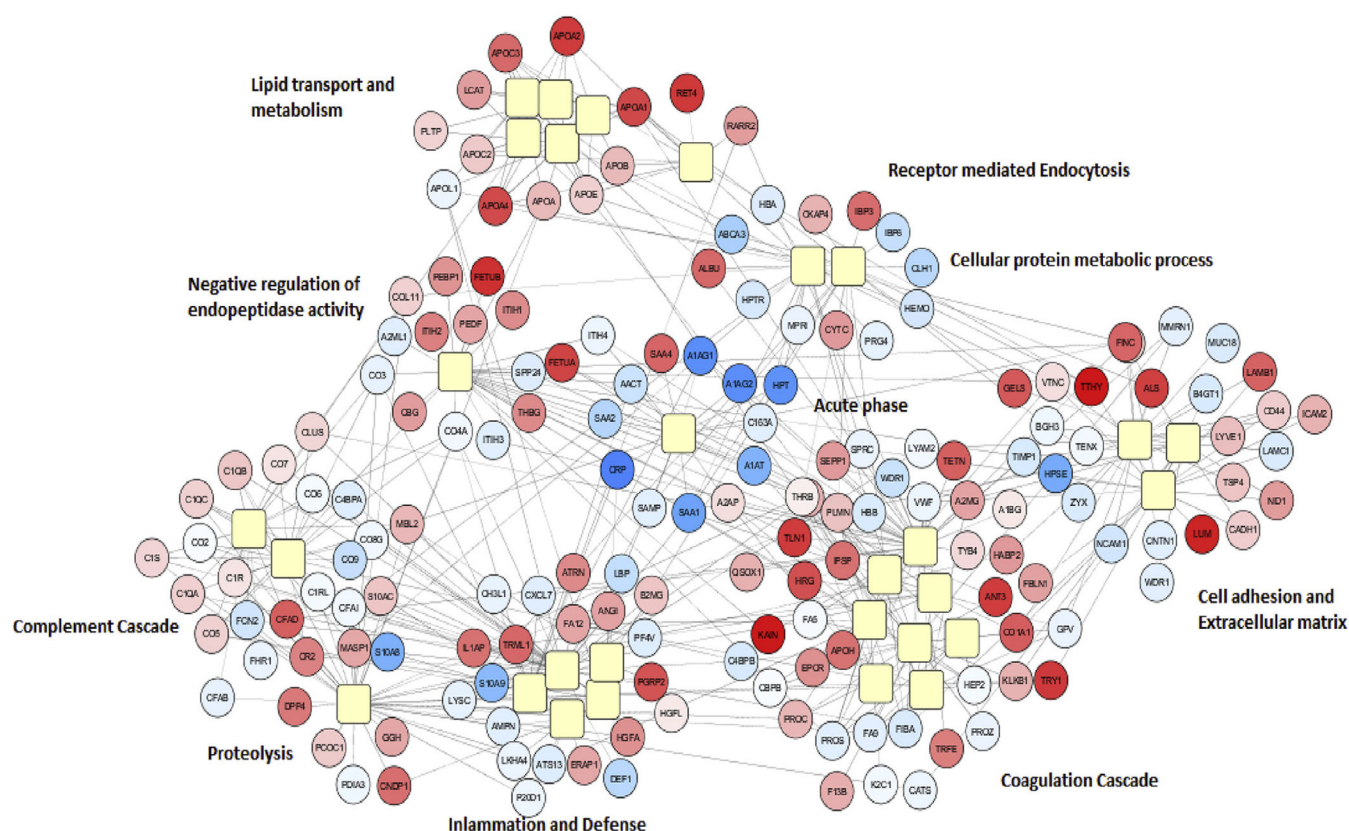 APOA2
APOC3
Lipid transport and
metabolism
LCAT
RET4
APOA1
PLTP
RARR2
APOC2
APOB
Receptor mediated Endocytosis
APOL1
APOE
APOA4
APOA
HBA
CKAP4
IBP3
IBP6
ABCA3
Cellular protein metabolic process
ALBU
CLH1
Negative regulation of
endopeptidase activity
PEBP1
FETUB
COL11
ITIH1
HPTR
HEMO
ITIH2
PEDF
A2ML1
ITIH4
MPRI
CYTC
PRG4
MMRN1
MUC18
FINC
SAA4
A1AG1
CO3
SPP24
FETUA
AACT
A1AG2
HPT
GELS
VTNC
TTHY
ALS
LAMB1
B4GT1
CBG
THBG
SAA2
Acute phase
CD44
ICAM2
CO4A
ITIH3
C163A
BGH3
TENX
LYVE1
LAMC1
CLUS
SPRC
LYAM2
SEPP1
TETN
TIMP1
HPSE
C1QB
CO7
CRP
A1AT
WDR1
TSP4
C1QC
CO6
C4BPA
SAMP
SAA1
A2AP
THRB
PLMN
HBB
VWF
A2MG
A1BG
ZYX
NID1
MBL2
CO2
CO8G
TLN1
TYB4
NCAM1
CNTN1
LUM
CADH1
C1S
CO9
ATRN
LBP
IPSP
HABP2
C1R
C1RL
CH3L1
CXCL7
B2MG
QSOX1
HRG
FBLN1
WDR1
C1QA
CFAI
S10AC
ANGI
ANT3
Cell adhesion and
Extracellular matrix
Complement Cascade
FCN2
CFAD
FA12
PF4V
KAIN
FA5
CO5
CR2
MASP1
S10A8
IL1AP
TRML1
APOH
CD1A1
GPV
FHR1
C4BPB
EPCR
S10A9
PGRP2
CBPB
HEP2
KLKB1
TRY1
CFAB
DPP4
LYSC
HGFL
PROC
AMPN
PROS
FA9
FIBA
PROZ
Proteolysis
PCOC1
GGH
HGFA
TRFE
LKHA4
ATS13
ERAP1
DEF1
PDIA3
CNDP1
Coagulation Cascade
P20D1
F13B
K2C1
CATS
Inlammation and Defense